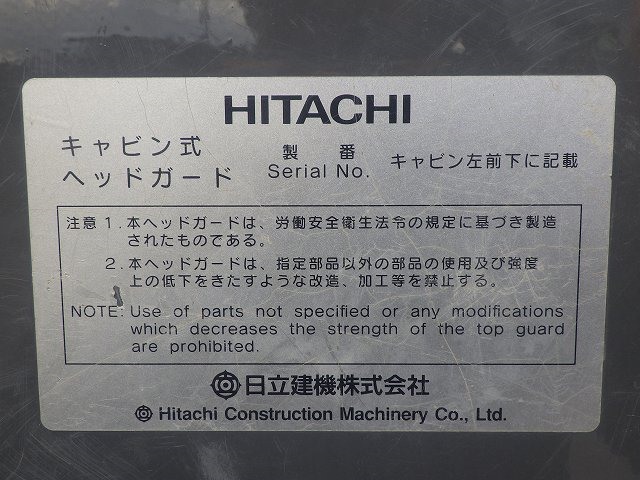 HITACHI
キャビン式
ヘッドガード
製番
Serial No.
キャビン左前下に記載
注意 1. 本ヘッドガードは、労働安全衛生法令の規定に基づき製造
されたものである。
2. 本ヘッドガードは、指定部品以外の部品の使用及び強度
上の低下をきたすような改造、加工等を禁止する。
NOTE: Use of parts not specified or any modifications
which decreases the strength of the top guard
are prohibited.
日立建機株式会社
Hitachi Construction Machinery Co., Ltd.